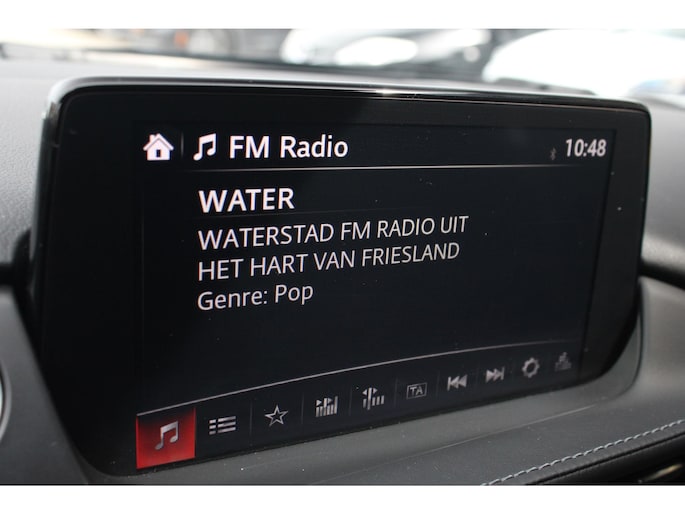 FM Radio
10:48
WATER
WATERSTAD FM RADIO UIT
HET HART VAN FRIESLAND
Genre: Pop
TA